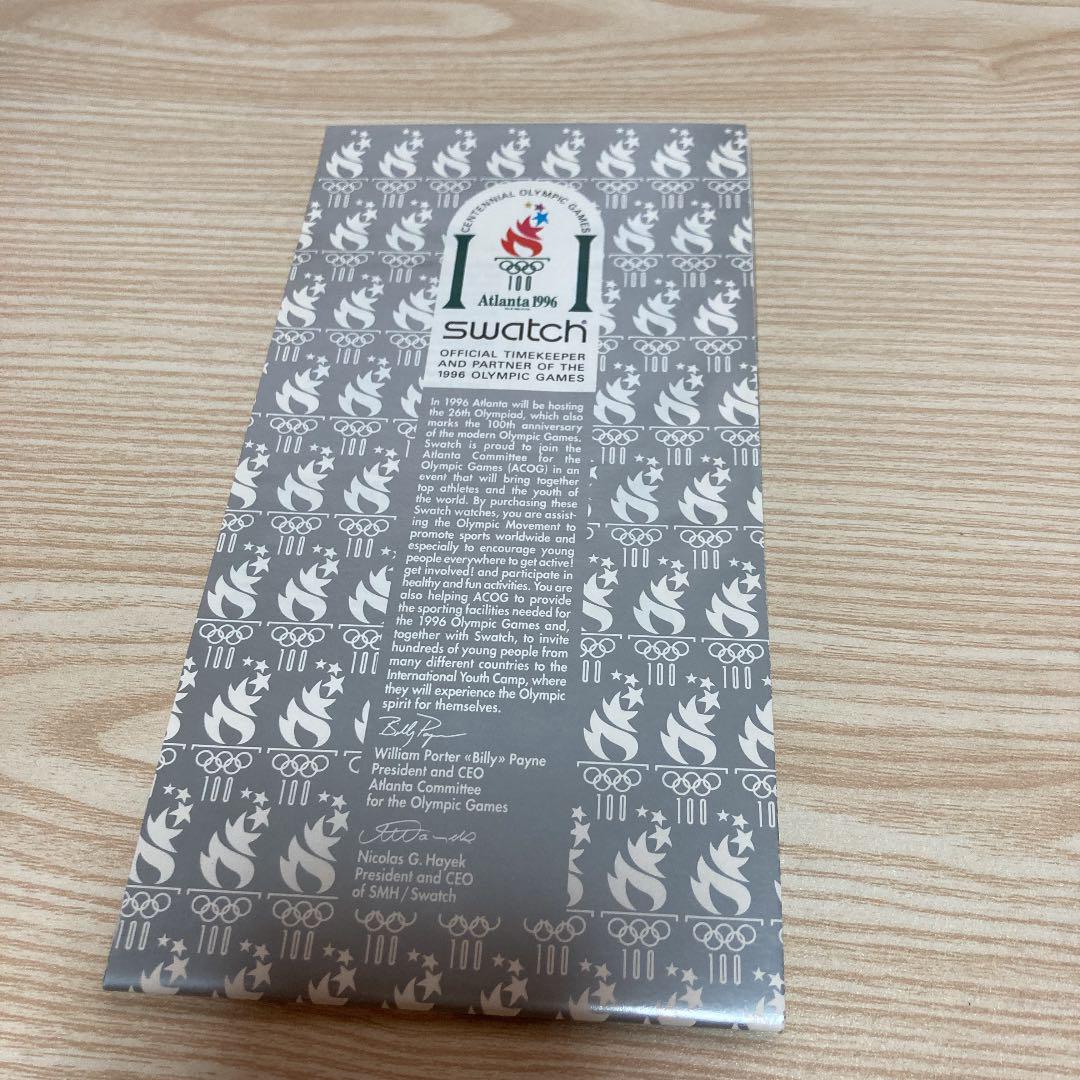 CENTENNIAL OLYMPIC GAMES
100
Atlanta 1996
swatch
OFFICIAL TIMEKEEPER
AND PARTNER OF THE
1996 OLYMPIC GAMES
In 1996 Atlanta will be hosting
the 26th Olympiad, which also
marks the 100th anniversary
of the modern Olympic Games.
Swatch is proud to join the
Atlanta Committee for the
Olympic Games (ACOG) in an
event that will bring together
top athletes and the youth of
the world. By purchasing these
Swatch watches, you are assist-
ing the Olympic Movement to
promote sports worldwide and
especially to encourage young
people everywhere to get active!
get involved! and participate in
healthy and fun activities. You are
also helping ACOG to provide
the sporting facilities needed for
the 1996 Olympic Games and,
together with Swatch, to invite
hundreds of young people from
many different countries to the
International Youth Camp, where
they will experience the Olympic
spirit for themselves.
Billy Payne
William Porter «Billy» Payne
President and CEO
Atlanta Committee
for the Olympic Games
Nicolas G. Hayek
President and CEO
of SMH / Swatch